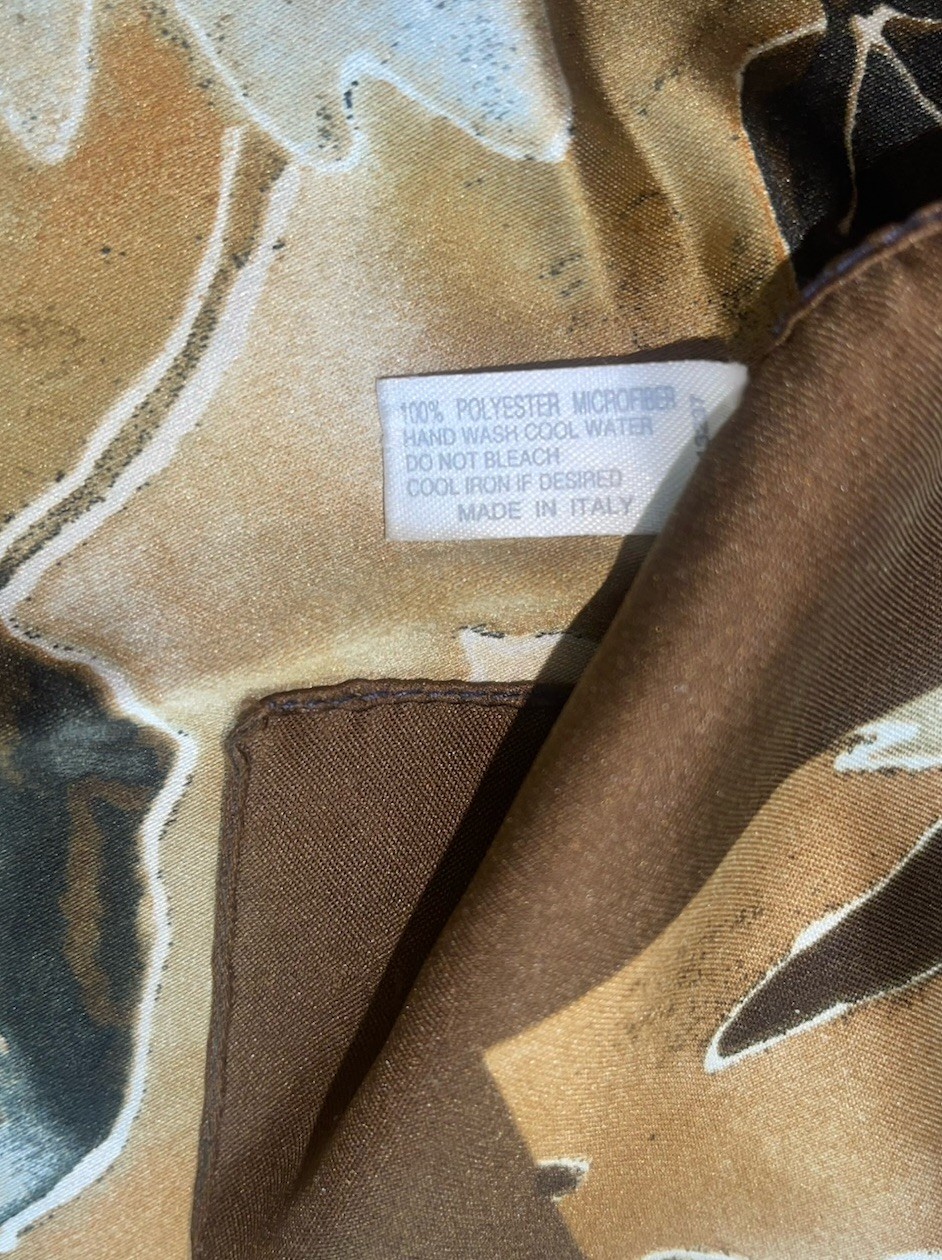 100% POLYESTER MICROFIBER
HAND WASH COOL WATER
DO NOT BLEACH
COOL IRON IF DESIRED
MADE IN ITALY